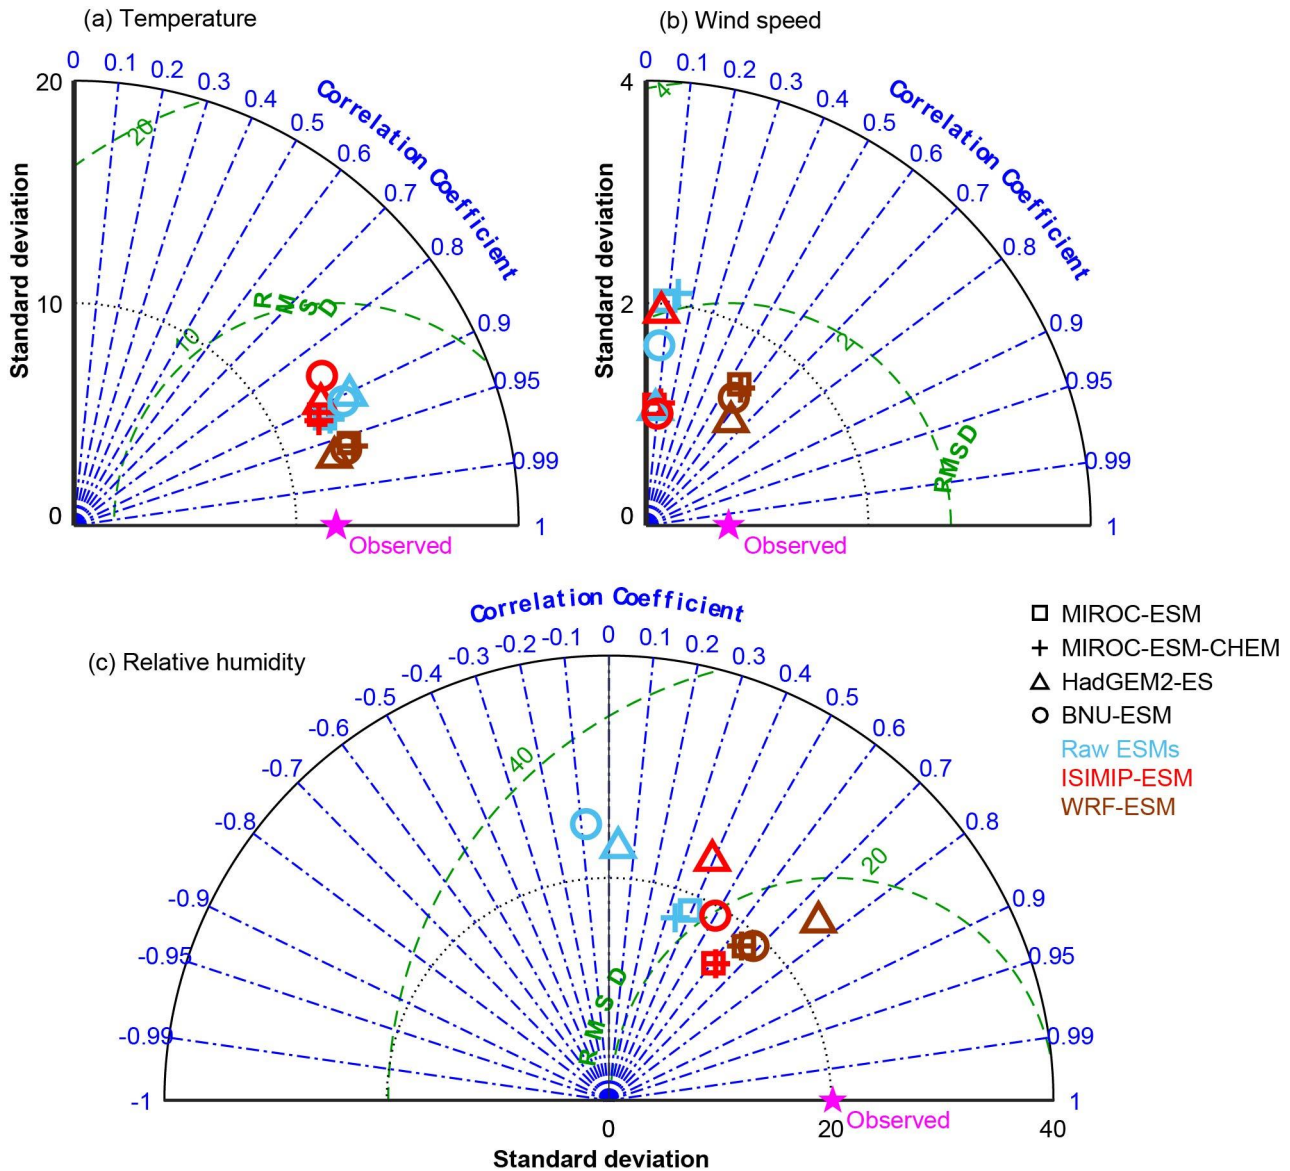 (a) Temperature
0 0.1 0.2 0.3 0.4 0.5 0.6 0.7 0.8 0.9 0.95 0.99 1
Correlation Coefficient
20
10
0
Standard deviation
20
10
RMSD
Observed
(b) Wind speed
0 0.1 0.2 0.3 0.4 0.5 0.6 0.7 0.8 0.9 0.95 0.99 1
Correlation Coefficient
4
2
0
Standard deviation
4
2
RMSD
Observed
(c) Relative humidity
Correlation Coefficient
-1 -0.99 -0.95 -0.9 -0.8 -0.7 -0.6 -0.5 -0.4 -0.3 -0.2 -0.1 0 0.1 0.2 0.3 0.4 0.5 0.6 0.7 0.8 0.9 0.95 0.99 1
40
20
RMSD
Observed
0 20 40
Standard deviation
MIROC-ESM
MIROC-ESM-CHEM
HadGEM2-ES
BNU-ESM
Raw ESMs
ISIMIP-ESM
WRF-ESM